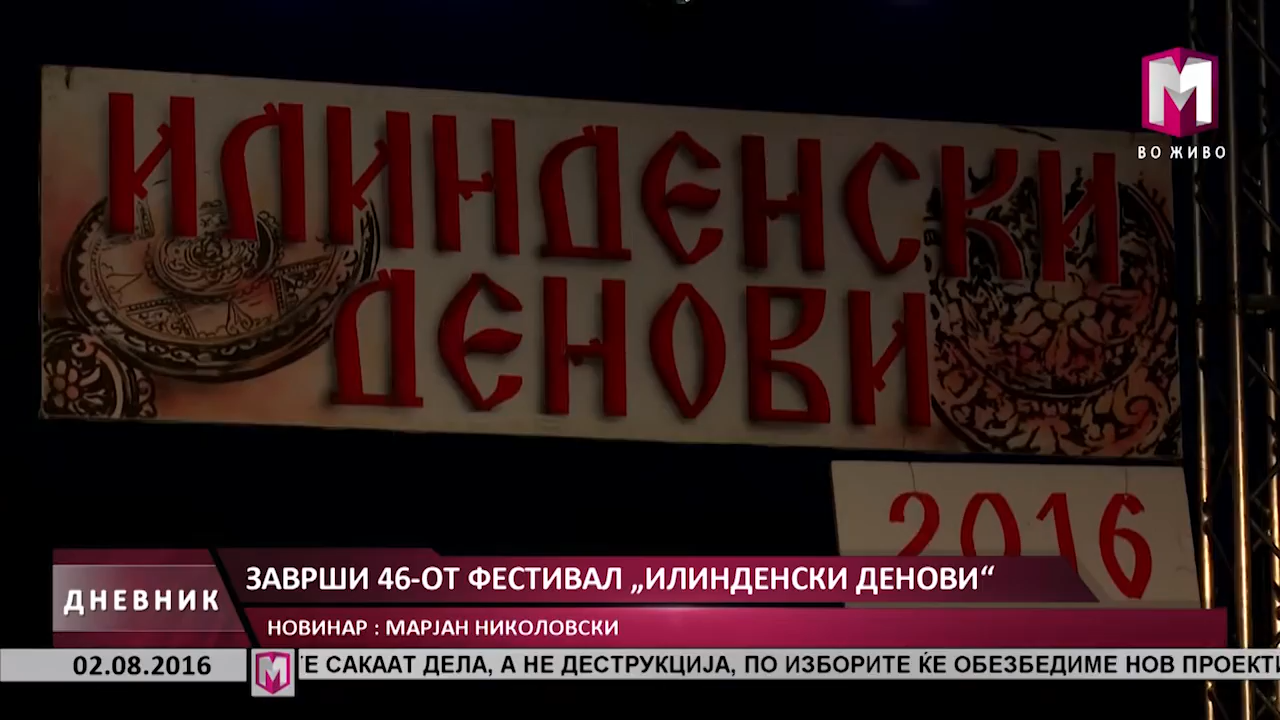 ИЛИНДЕНСКИ
ДЕНОВИ
2016
М
ВО ЖИВО
ДНЕВНИК
ЗАВРШИ 46-ОТ ФЕСТИВАЛ „ИЛИНДЕНСКИ ДЕНОВИ“
НОВИНАР : МАРЈАН НИКОЛОВСКИ
02.08.2016
М
САКААТ ДЕЛА, А НЕ ДЕСТРУКЦИЈА, ПО ИЗБОРИТЕ ЌЕ ОБЕЗБЕДИМЕ НОВ